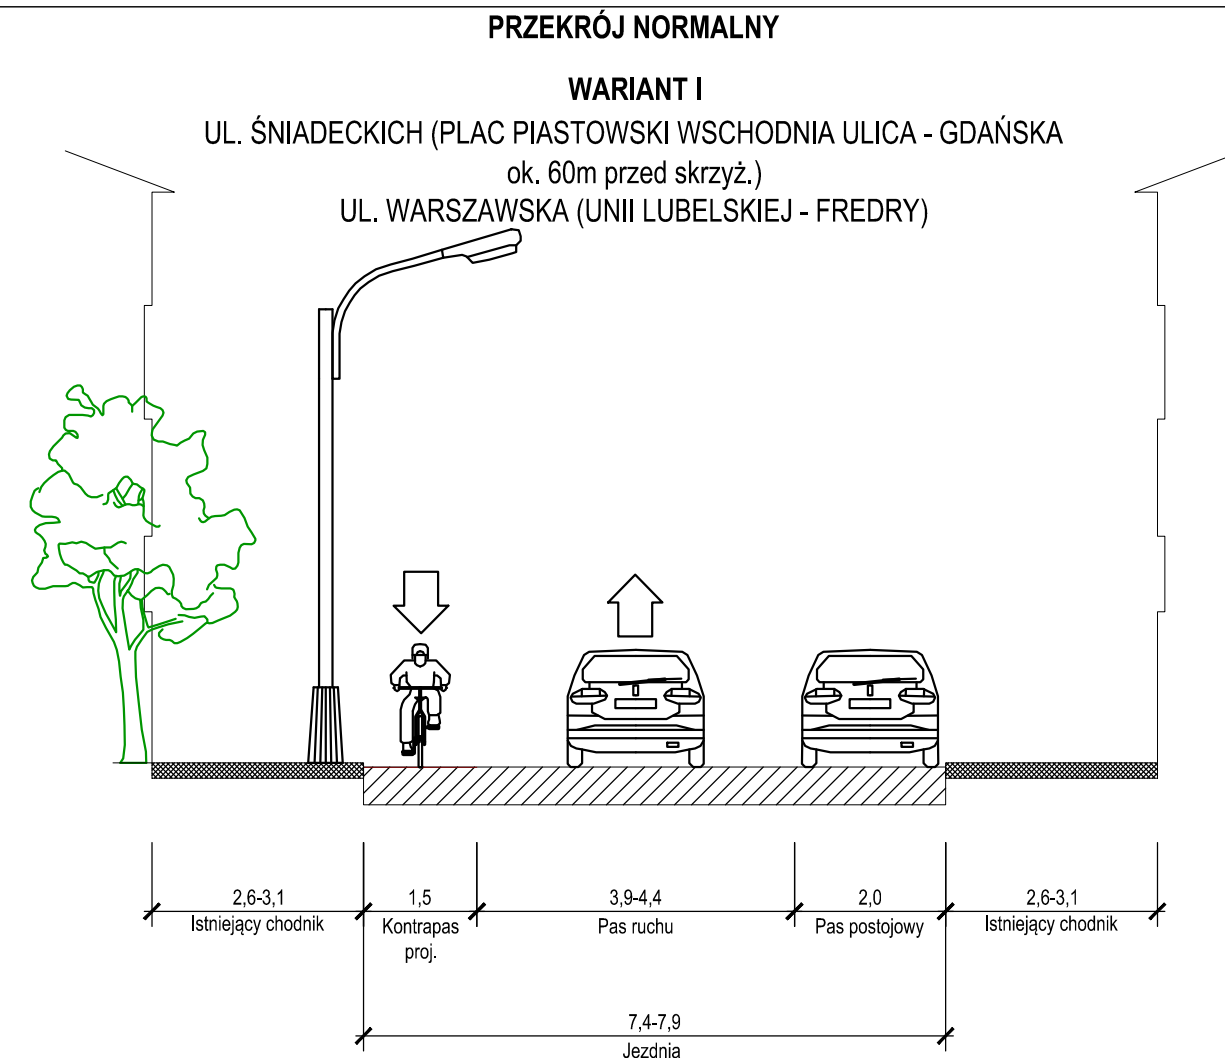 PRZEKRÓJ NORMALNY
WARIANT I
UL. ŚNIADECKICH (PLAC PIASTOWSKI WSCHODNIA ULICA - GDAŃSKA
ok. 60m przed skrzyż.)
UL. WARSZAWSKA (UNII LUBELSKIEJ - FREDRY)
2,6-3,1
Istniejący chodnik
1,5
Kontrapas
proj.
3,9-4,4
Pas ruchu
2,0
Pas postojowy
2,6-3,1
Istniejący chodnik
7,4-7,9
Jezdnia